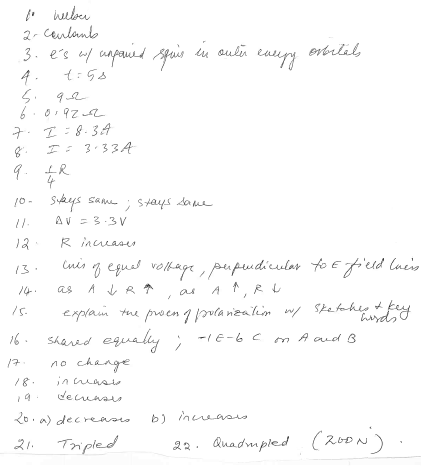 1. weber
2. Coulombs
3. e's w/ unpaired spins in outer energy orbitals
4. t = 5s
5. 9Ω
6. 0.92 Ω
7. I = 8.3A
8. I = 3.33A
9. 1/4 R
10- stays same ; stays same
11. ΔV = 3.3V
12. R increases
13. lines of equal voltage, perpendicular to E field lines
14. as A ↓ R ↑, as A ↑, R ↓
15. explain the process of polarization w/ sketches & key words
16. shared equally ; -1E-6 C on A and B
17. no change
18. increases
19. decreases
20. a) decreases b) increases
21. Tripled 22. Quadrupled (200N).